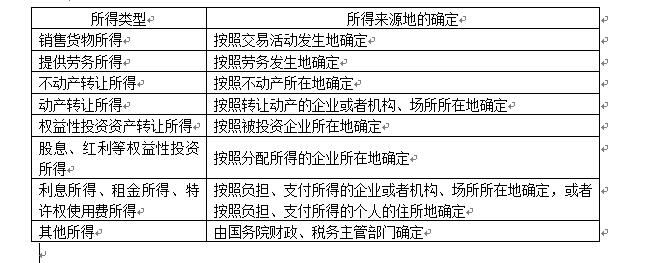 所得类型 所得来源地的确定
销售货物所得 按照交易活动发生地确定
提供劳务所得 按照劳务发生地确定
不动产转让所得 按照不动产所在地确定
动产转让所得 按照转让动产的企业或者机构、场所所在地确定
权益性投资资产转让所得 按照被投资企业所在地确定
股息、红利等权益性投资
所得
按照分配所得的企业所在地确定
利息所得、租金所得、特
许权使用费所得
按照负担、支付所得的企业或者机构、场所所在地确定，或者
按照负担、支付所得的个人的住所地确定
其他所得 由国务院财政、税务主管部门确定